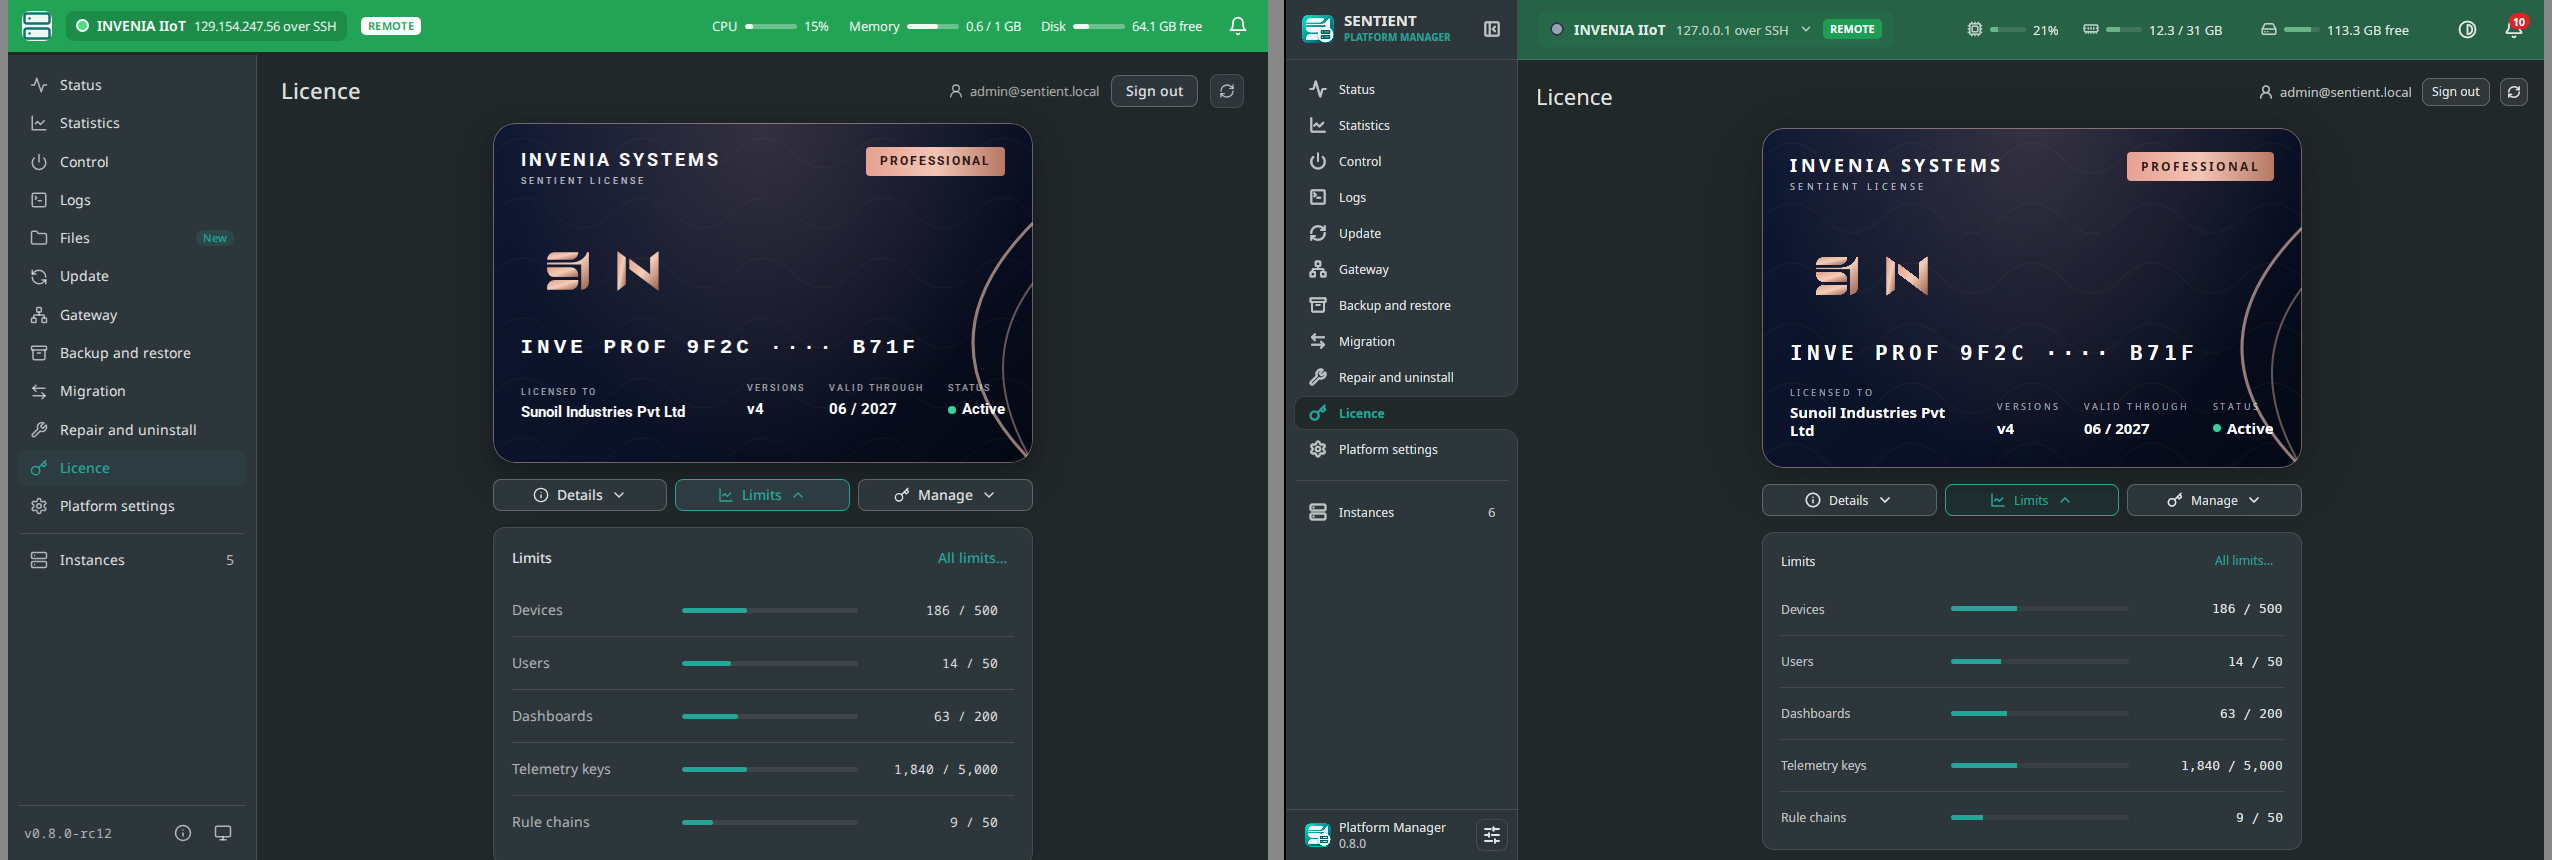 INVENIA IIoT 129.154.247.56 over SSH REMOTE CPU 15% Memory 0.6 / 1 GB Disk 64.1 GB free
Status
Statistics
Control
Logs
Files New
Update
Gateway
Backup and restore
Migration
Repair and uninstall
Licence
Platform settings
Instances 5
v0.8.0-rc12
Licence admin@sentient.local Sign out
INVENIA SYSTEMS PROFESSIONAL
SENTIENT LICENSE
INVE PROF 9F2C ···· B71F
LICENSED TO VERSIONS VALID THROUGH STATUS
Sunoil Industries Pvt Ltd v4 06 / 2027 Active
Details Limits Manage
Limits All limits...
Devices 186 / 500
Users 14 / 50
Dashboards 63 / 200
Telemetry keys 1,840 / 5,000
Rule chains 9 / 50
SENTIENT
PLATFORM MANAGER
INVENIA IIoT 127.0.0.1 over SSH REMOTE 21% 12.3 / 31 GB 113.3 GB free 10
Status
Statistics
Control
Logs
Update
Gateway
Backup and restore
Migration
Repair and uninstall
Licence
Platform settings
Instances 6
Platform Manager
0.8.0
Licence admin@sentient.local Sign out
INVENIA SYSTEMS PROFESSIONAL
SENTIENT LICENSE
INVE PROF 9F2C ···· B71F
LICENSED TO VERSIONS VALID THROUGH STATUS
Sunoil Industries Pvt
Ltd v4 06 / 2027 Active
Details Limits Manage
Limits All limits...
Devices 186 / 500
Users 14 / 50
Dashboards 63 / 200
Telemetry keys 1,840 / 5,000
Rule chains 9 / 50